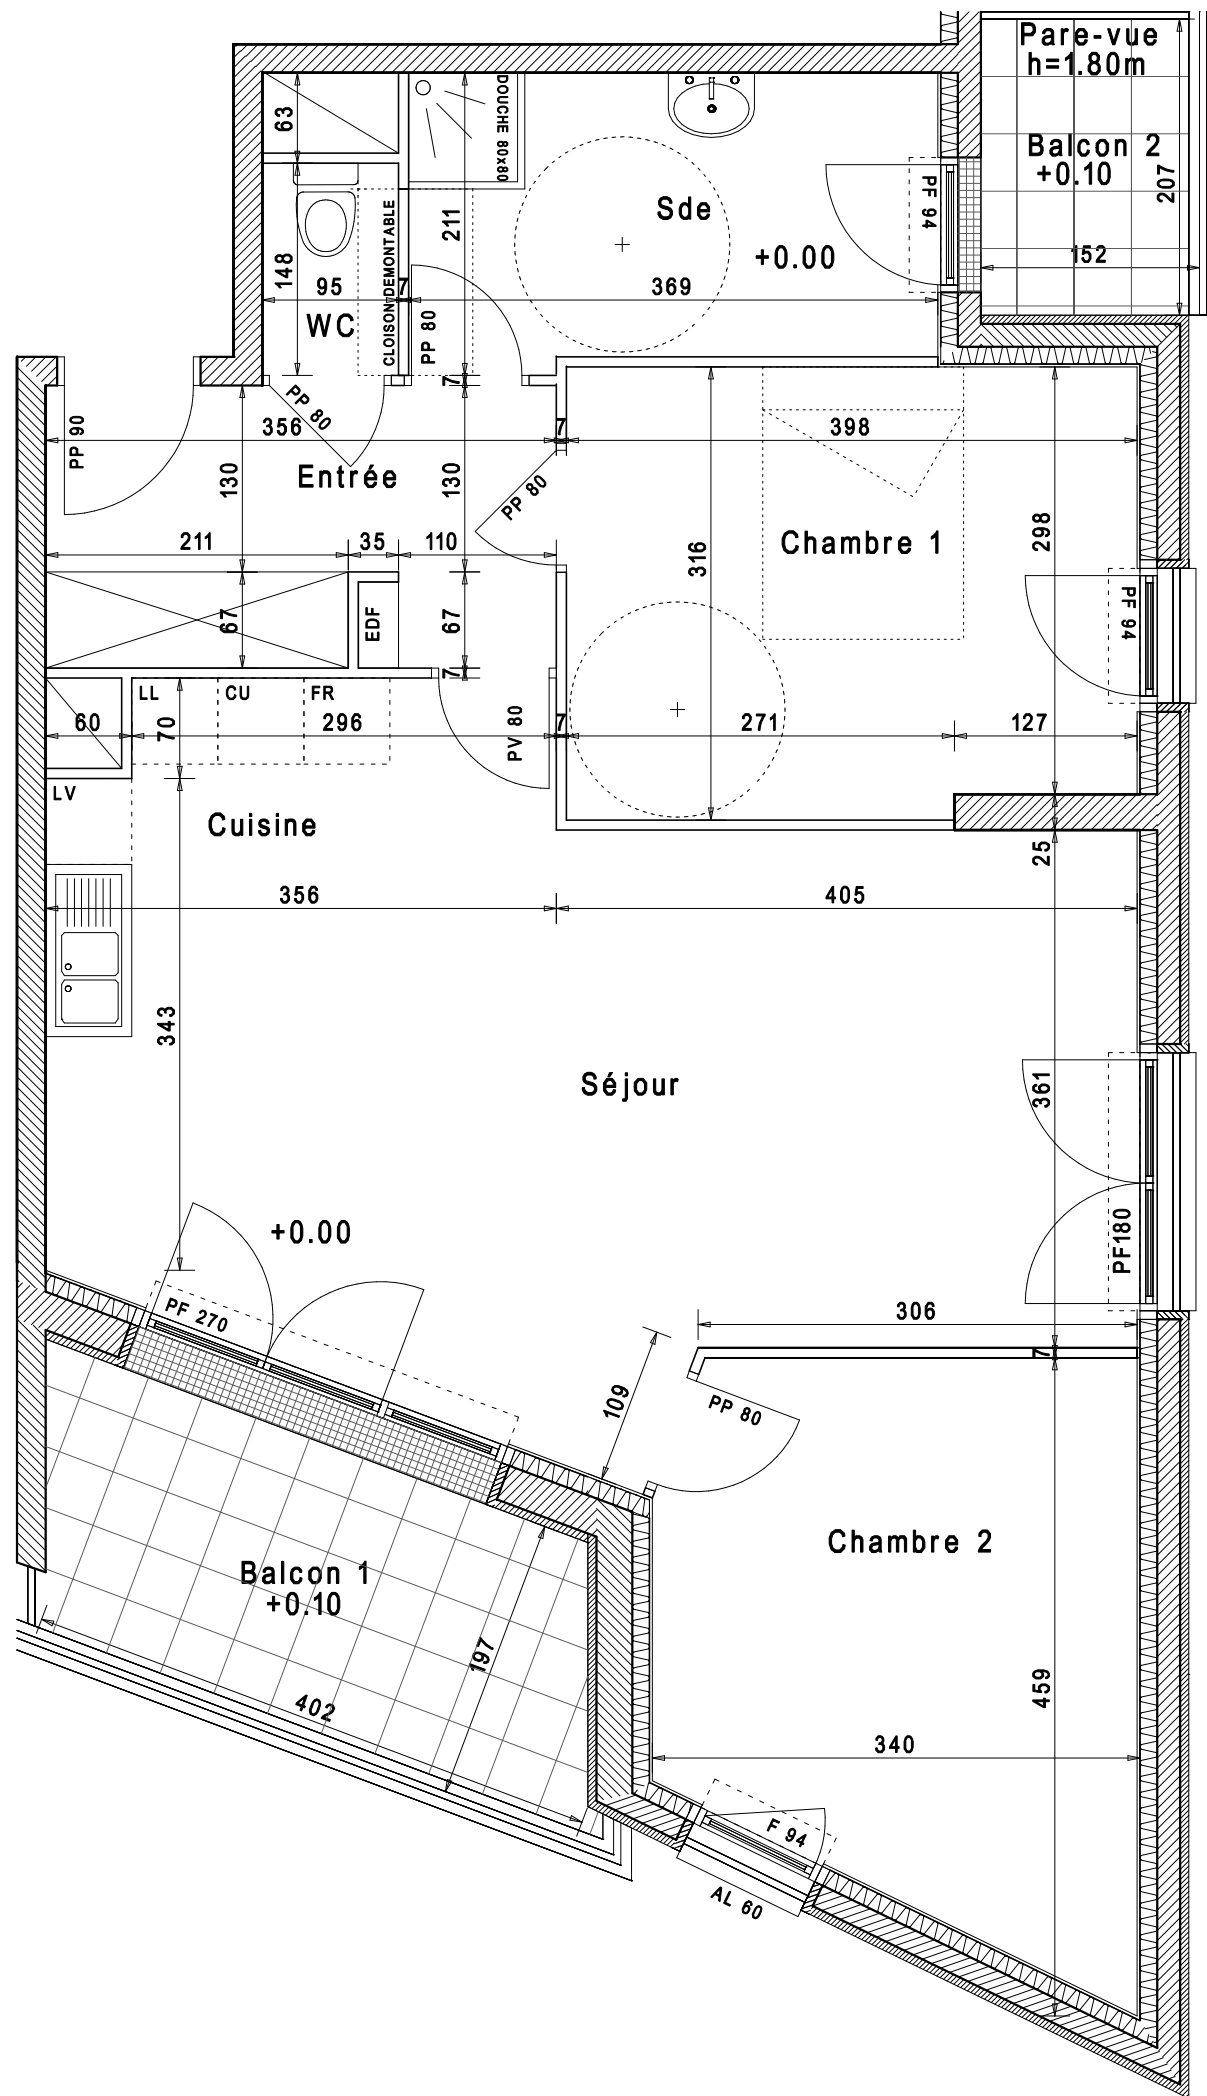 Pare-vue
h=1.80m
Balcon 2
+0.10
207
152
63
DOUCHE 80x80
211
Sde
+0.00
PF 94
148
95
7
369
CLOISON DEMONTABLE
WC
PP 80
PP 80
7
PP 90
356
7
398
130
Entrée
130
PP 80
Chambre 1
298
316
211
35
110
67
EDF
67
PF 94
7
LL
CU
FR
60
70
296
PV 80
7
271
127
LV
Cuisine
25
356
405
343
Séjour
361
+0.00
PF180
PF 270
306
7
109
PP 80
Chambre 2
Balcon 1
+0.10
197
402
459
340
F 94
AL 60